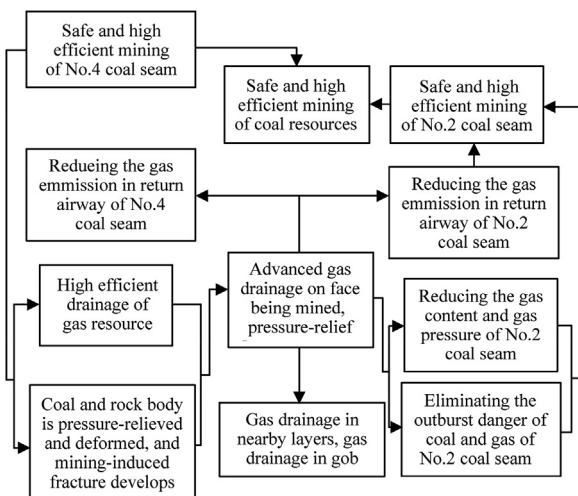 Safe and high
efficient mining
of No.4 coal seam
Safe and high
efficient mining
of coal resources
Safe and high
efficient mining
of No.2 coal seam
Redueing the gas
emmission in return
airway of No.4
coal seam
Reducing the gas
emmission in return
airway of No.2
coal seam
High efficient
drainage of
gas resource
Advanced gas
drainage on face
being mined,
pressure-relief
Reducing the gas
content and gas
pressure of No.2
coal seam
Coal and rock body
is pressure-relieved
and deformed, and
mining-induced
fracture develops
Gas drainage in
nearby layers, gas
drainage in gob
Eliminating the
outburst danger of
coal and gas of
No.2 coal seam